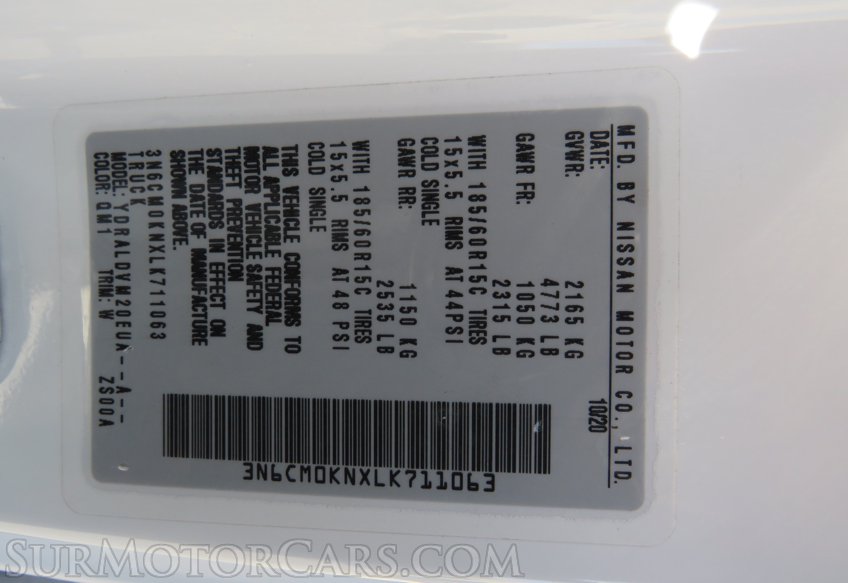 MFD. BY NISSAN MOTOR CO., LTD.
DATE: 10/20
GVWR: 2165 KG
4773 LB
GAWR FR: 1050 KG
2315 LB
WITH 185/60R15C TIRES
15x5.5 RIMS AT 44PSI
COLD SINGLE
GAWR RR: 1150 KG
2535 LB
WITH 185/60R15C TIRES
15x5.5 RIMS AT 48 PSI
COLD SINGLE
THIS VEHICLE CONFORMS TO
ALL APPLICABLE FEDERAL
MOTOR VEHICLE SAFETY AND
THEFT PREVENTION
STANDARDS IN EFFECT ON
THE DATE OF MANUFACTURE
SHOWN ABOVE.
3N6CM0KNXLK711063
TRUCK
MODEL: YDRALDVM20EUA--A--
COLOR: QM1 TRIM: W ZS00A
3N6CM0KNXLK711063
SURMOTORCARS.COM